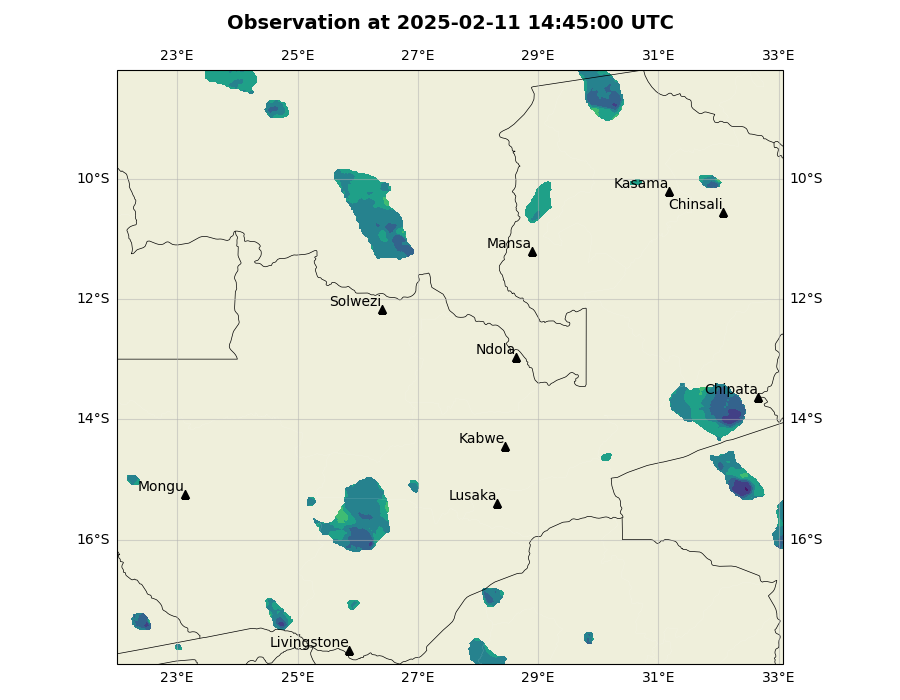 Observation at 2025-02-11 14:45:00 UTC
23°E 25°E 27°E 29°E 31°E 33°E
10°S Kasama 10°S
Chinsali
Mansa
12°S Solwezi 12°S
Ndola
Chipata
14°S 14°S
Kabwe
Mongu
Lusaka
16°S 16°S
Livingstone
23°E 25°E 27°E 29°E 31°E 33°E